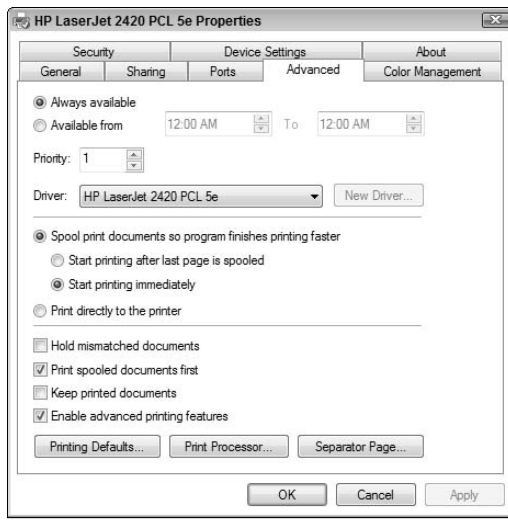 HP LaserJet 2420 PCL 5e Properties
Security Device Settings About
General Sharing Ports Advanced Color Management
Always available
Available from 12:00 AM To 12:00 AM
Priority: 1
Driver: HP LaserJet 2420 PCL 5e New Driver...
Spool print documents so program finishes printing faster
Start printing after last page is spooled
Start printing immediately
Print directly to the printer
Hold mismatched documents
Print spooled documents first
Keep printed documents
Enable advanced printing features
Printing Defaults... Print Processor... Separator Page...
OK Cancel Apply